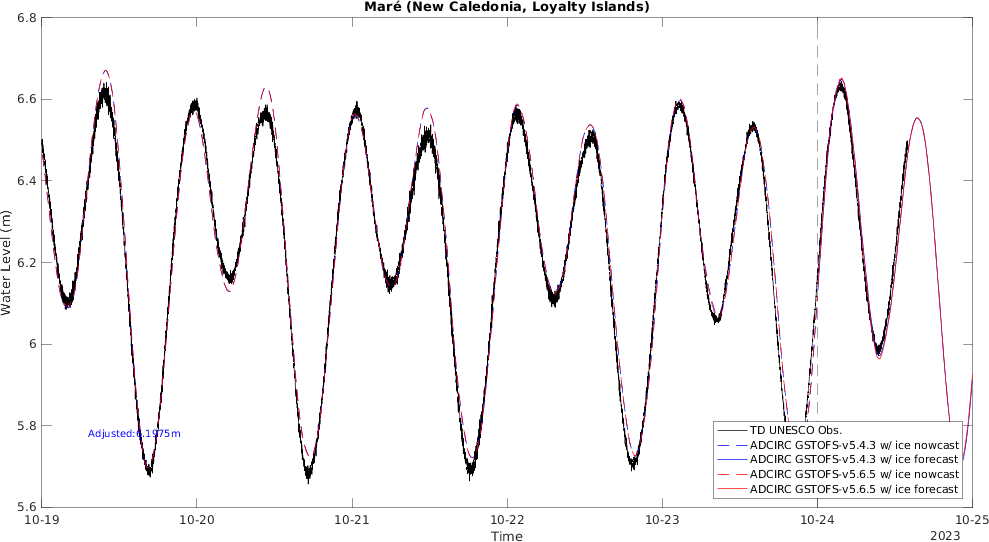 Maré (New Caledonia, Loyalty Islands)
6.8
6.6
6.4
6.2
6
5.8
5.6
Water Level (m)
Adjusted:6.1975m
TD UNESCO Obs.
ADCIRC GSTOFS-v5.4.3 w/ ice nowcast
ADCIRC GSTOFS-v5.4.3 w/ ice forecast
ADCIRC GSTOFS-v5.6.5 w/ ice nowcast
ADCIRC GSTOFS-v5.6.5 w/ ice forecast
10-19 10-20 10-21 10-22 10-23 10-24 10-25
Time
2023